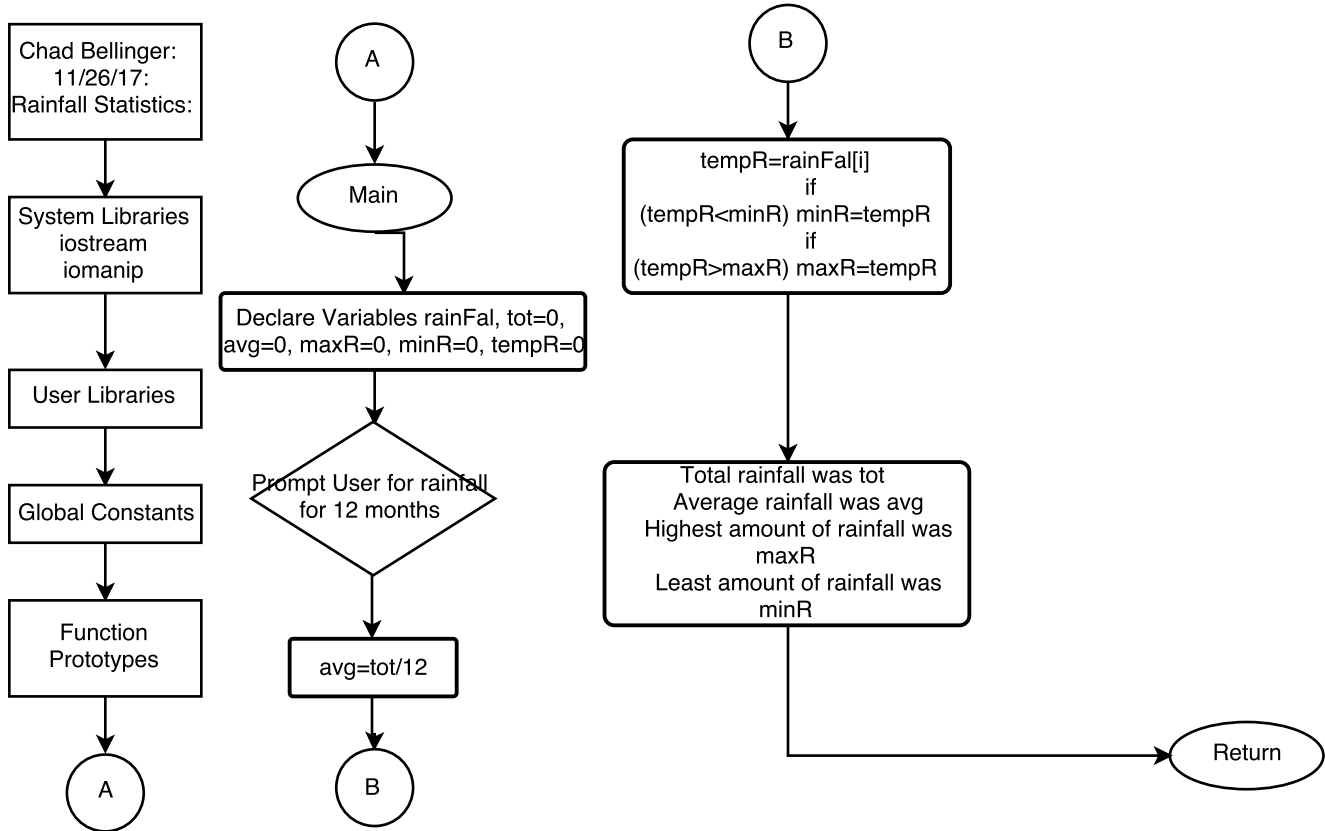 Chad Bellinger:
11/26/17:
Rainfall Statistics:
System Libraries
iostream
iomanip
User Libraries
Global Constants
Function
Prototypes
A
A
Main
Declare Variables rainFal, tot=0,
avg=0, maxR=0, minR=0, tempR=0
Prompt User for rainfall
for 12 months
avg=tot/12
B
B
tempR=rainFal[i]
if
(tempR<minR) minR=tempR
if
(tempR>maxR) maxR=tempR
Total rainfall was tot
Average rainfall was avg
Highest amount of rainfall was
maxR
Least amount of rainfall was
minR
Return